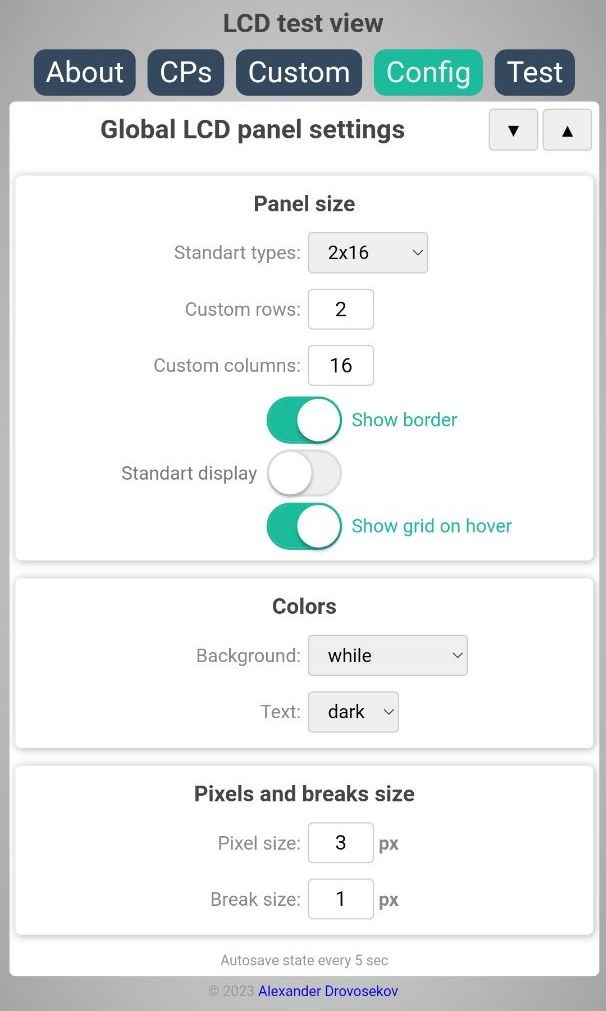 LCD test view
About CPs Custom Config Test
Global LCD panel settings ▼ ▲
Panel size
Standart types: 2x16
Custom rows: 2
Custom columns: 16
Show border
Standart display
Show grid on hover
Colors
Background: while
Text: dark
Pixels and breaks size
Pixel size: 3 px
Break size: 1 px
Autosave state every 5 sec
© 2023 Alexander Drovosekov